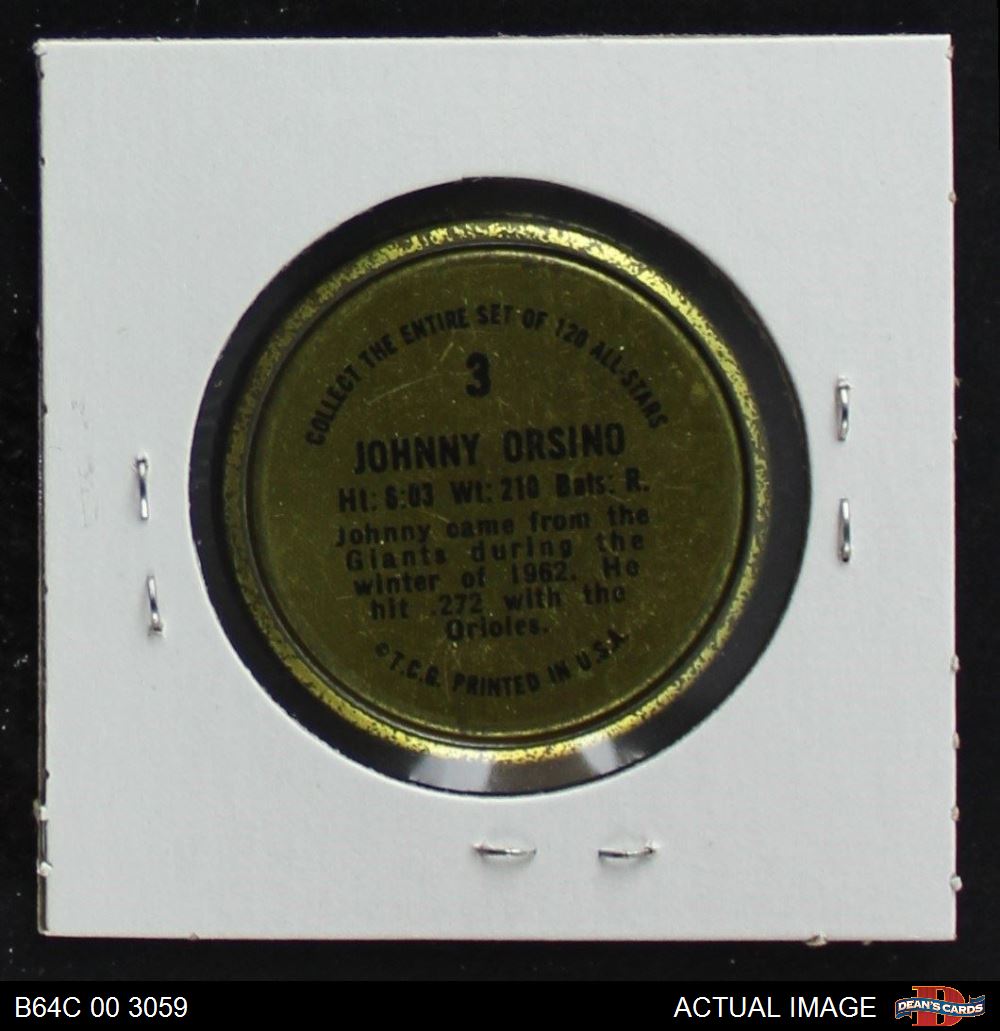 COLLECT THE ENTIRE SET OF 120 ALL-STARS
3
JOHNNY ORSINO
Ht: 6:03 Wt: 210 Bats: R.
Johnny came from the
Giants during the
winter of 1962. He
hit .272 with the
Orioles.
©T.C.G. PRINTED IN U.S.A.
B64C 00 3059
ACTUAL IMAGE
D
DEAN'S CARDS